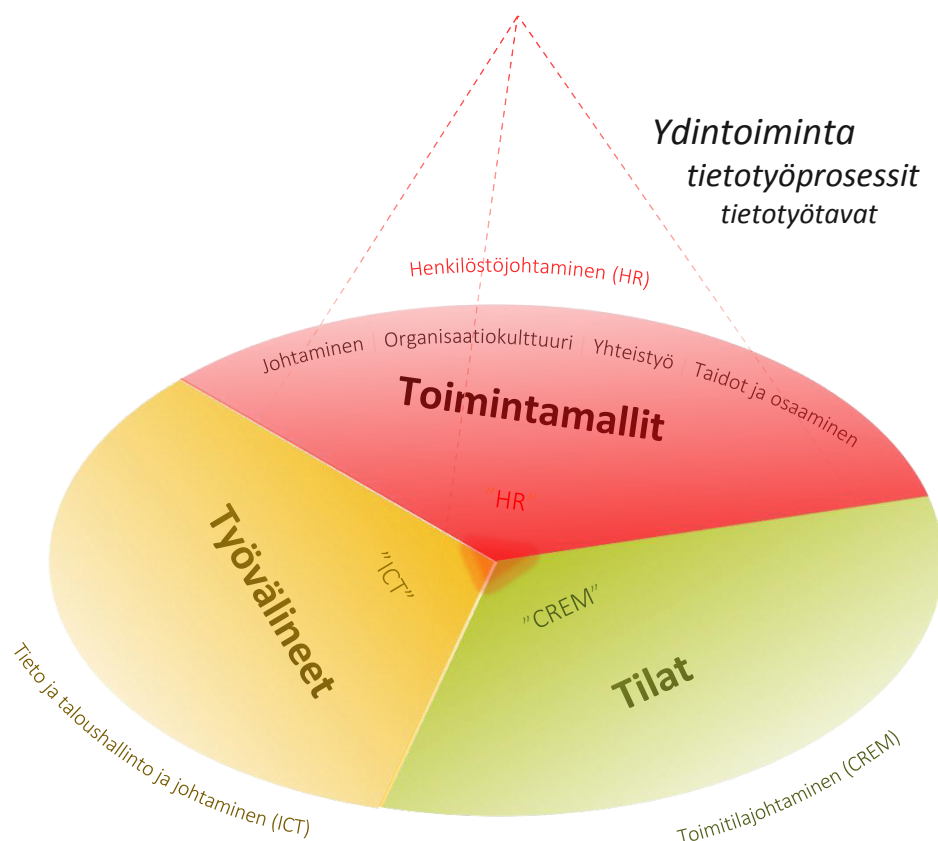 Ydintoiminta
tietotyöprosessit
tietotyötavat
Henkilöstöjohtaminen (HR)
Johtaminen | Organisaatiokulttuuri | Yhteistyö | Taidot ja osaaminen
Toimintamallit
"HR"
Työvälineet
"ICT"
"CREM"
Tilat
Tieto ja taloushallinto ja johtaminen (ICT)
Toimitilajohtaminen (CREM)